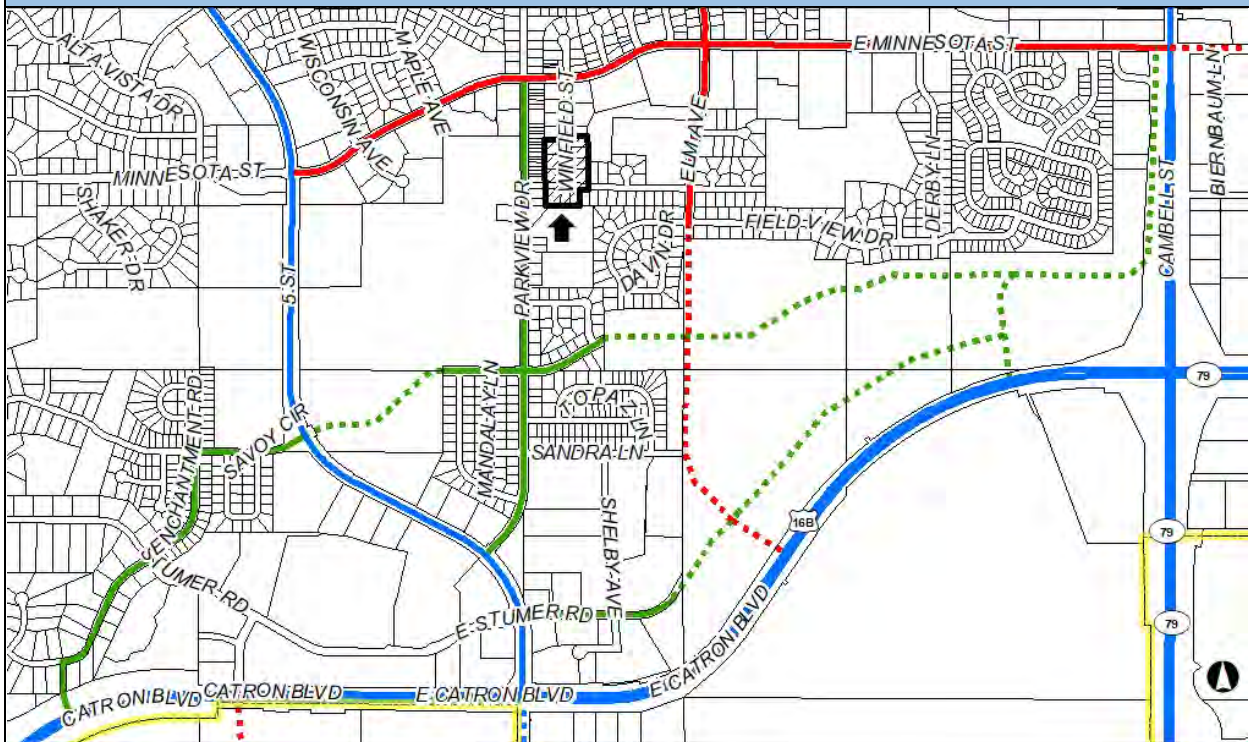 ALTA VISTA DR
WISCONSIN AVE
MAPLE AVE
WINFIELD ST
E MINNESOTA ST
BIERNBAUM LN
MINNESOTA ST
ELM AVE
DERBY LN
CAMBELL ST
SHAKER DR
PARKVIEW DR
FIELD VIEW DR
DAVIN DR
5 ST
79
ENCHANTMENT RD
SAVOY CIR
MANDALAY LN
SANDRA LN
SHELBY AVE
16B
79
STUMER RD
E STUMER RD
79
CATRON BLVD
CATRON BLVD
E CATRON BLVD
E CATRON BLVD